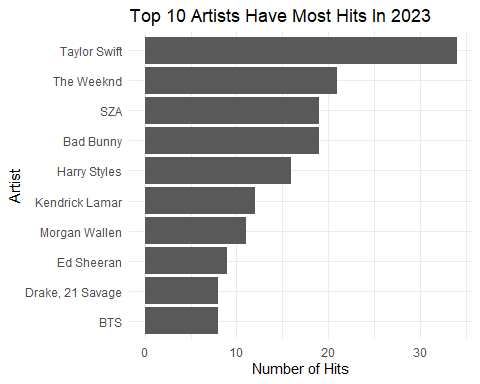 Top 10 Artists Have Most Hits In 2023
Artist
Taylor Swift
The Weeknd
SZA
Bad Bunny
Harry Styles
Kendrick Lamar
Morgan Wallen
Ed Sheeran
Drake, 21 Savage
BTS
0 10 20 30
Number of Hits